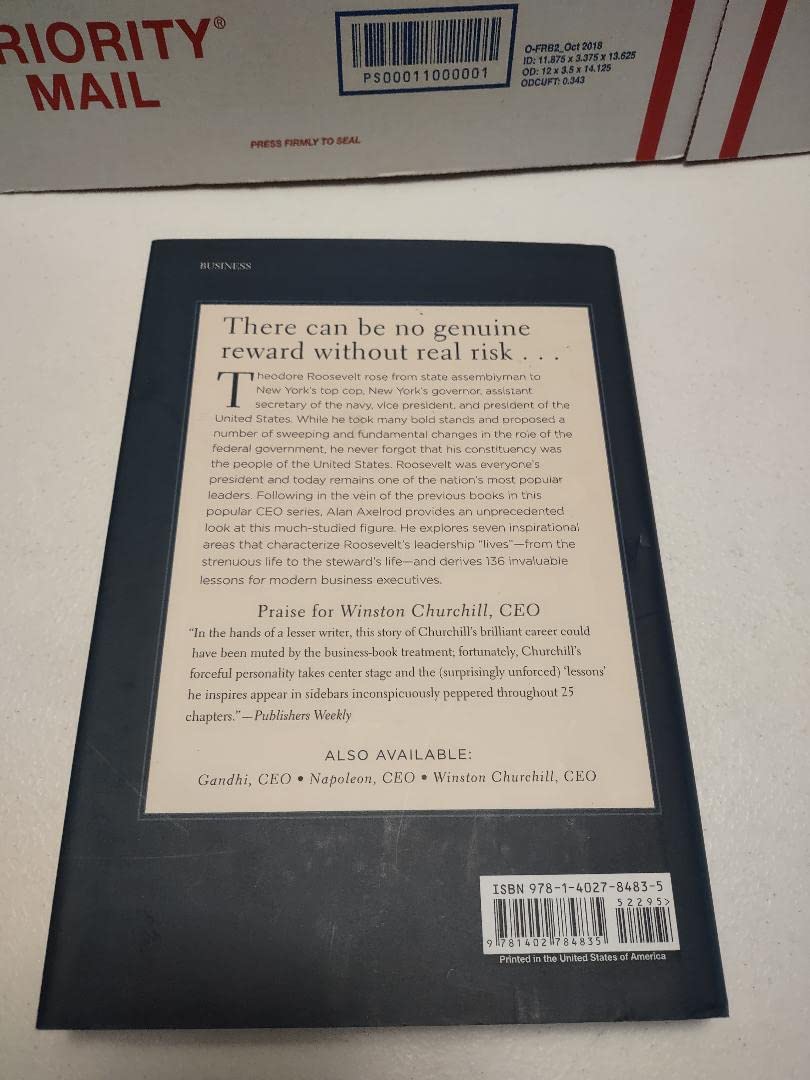 RIORITY®
MAIL
PS00011000001
O-FRB2_Oct 2018
ID: 11.875 x 3.375 x 13.625
OD: 12 x 3.5 x 14.125
ODCUFT: 0.343
PRESS FIRMLY TO SEAL
BUSINESS
There can be no genuine
reward without real risk . . .
Theodore Roosevelt rose from state assemblyman to
New York's top cop, New York's governor, assistant
secretary of the navy, vice president, and president of the
United States. While he took many bold stands and proposed a
number of sweeping and fundamental changes in the role of the
federal government, he never forgot that his constituency was
the people of the United States. Roosevelt was everyone's
president and today remains one of the nation's most popular
leaders. Following in the vein of the previous books in this
popular CEO series, Alan Axelrod provides an unprecedented
look at this much-studied figure. He explores seven inspirational
areas that characterize Roosevelt's leadership "lives"—from the
strenuous life to the steward's life—and derives 136 invaluable
lessons for modern business executives.
Praise for Winston Churchill, CEO
"In the hands of a lesser writer, this story of Churchill's brilliant career could
have been muted by the business-book treatment; fortunately, Churchill's
forceful personality takes center stage and the (surprisingly unforced) 'lessons'
he inspires appear in sidebars inconspicuously peppered throughout 25
chapters."—Publishers Weekly
ALSO AVAILABLE:
Gandhi, CEO • Napoleon, CEO • Winston Churchill, CEO
ISBN 978-1-4027-8483-5
52295>
9 781402 784835
Printed in the United States of America